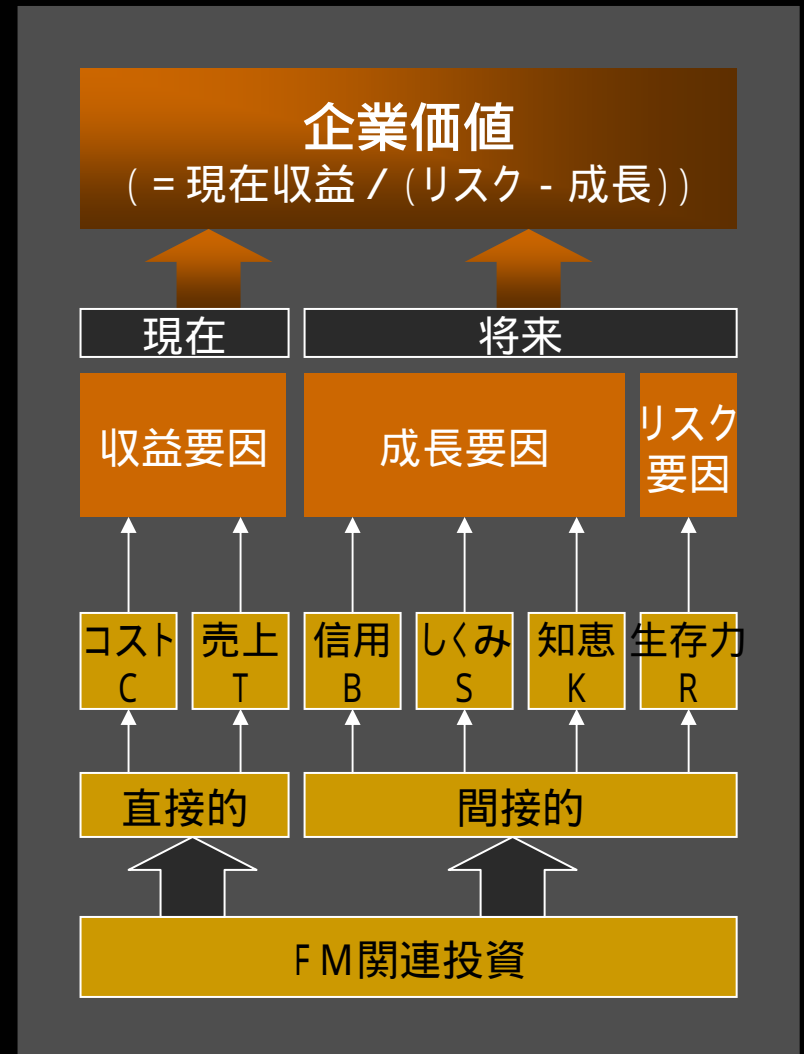 企業価値
(=現在収益/(リスク-成長))
現在
将来
収益要因
成長要因
リスク
要因
コスト
C
売上
T
信用
B
しくみ
S
知恵
K
生存力
R
直接的
間接的
FM関連投資